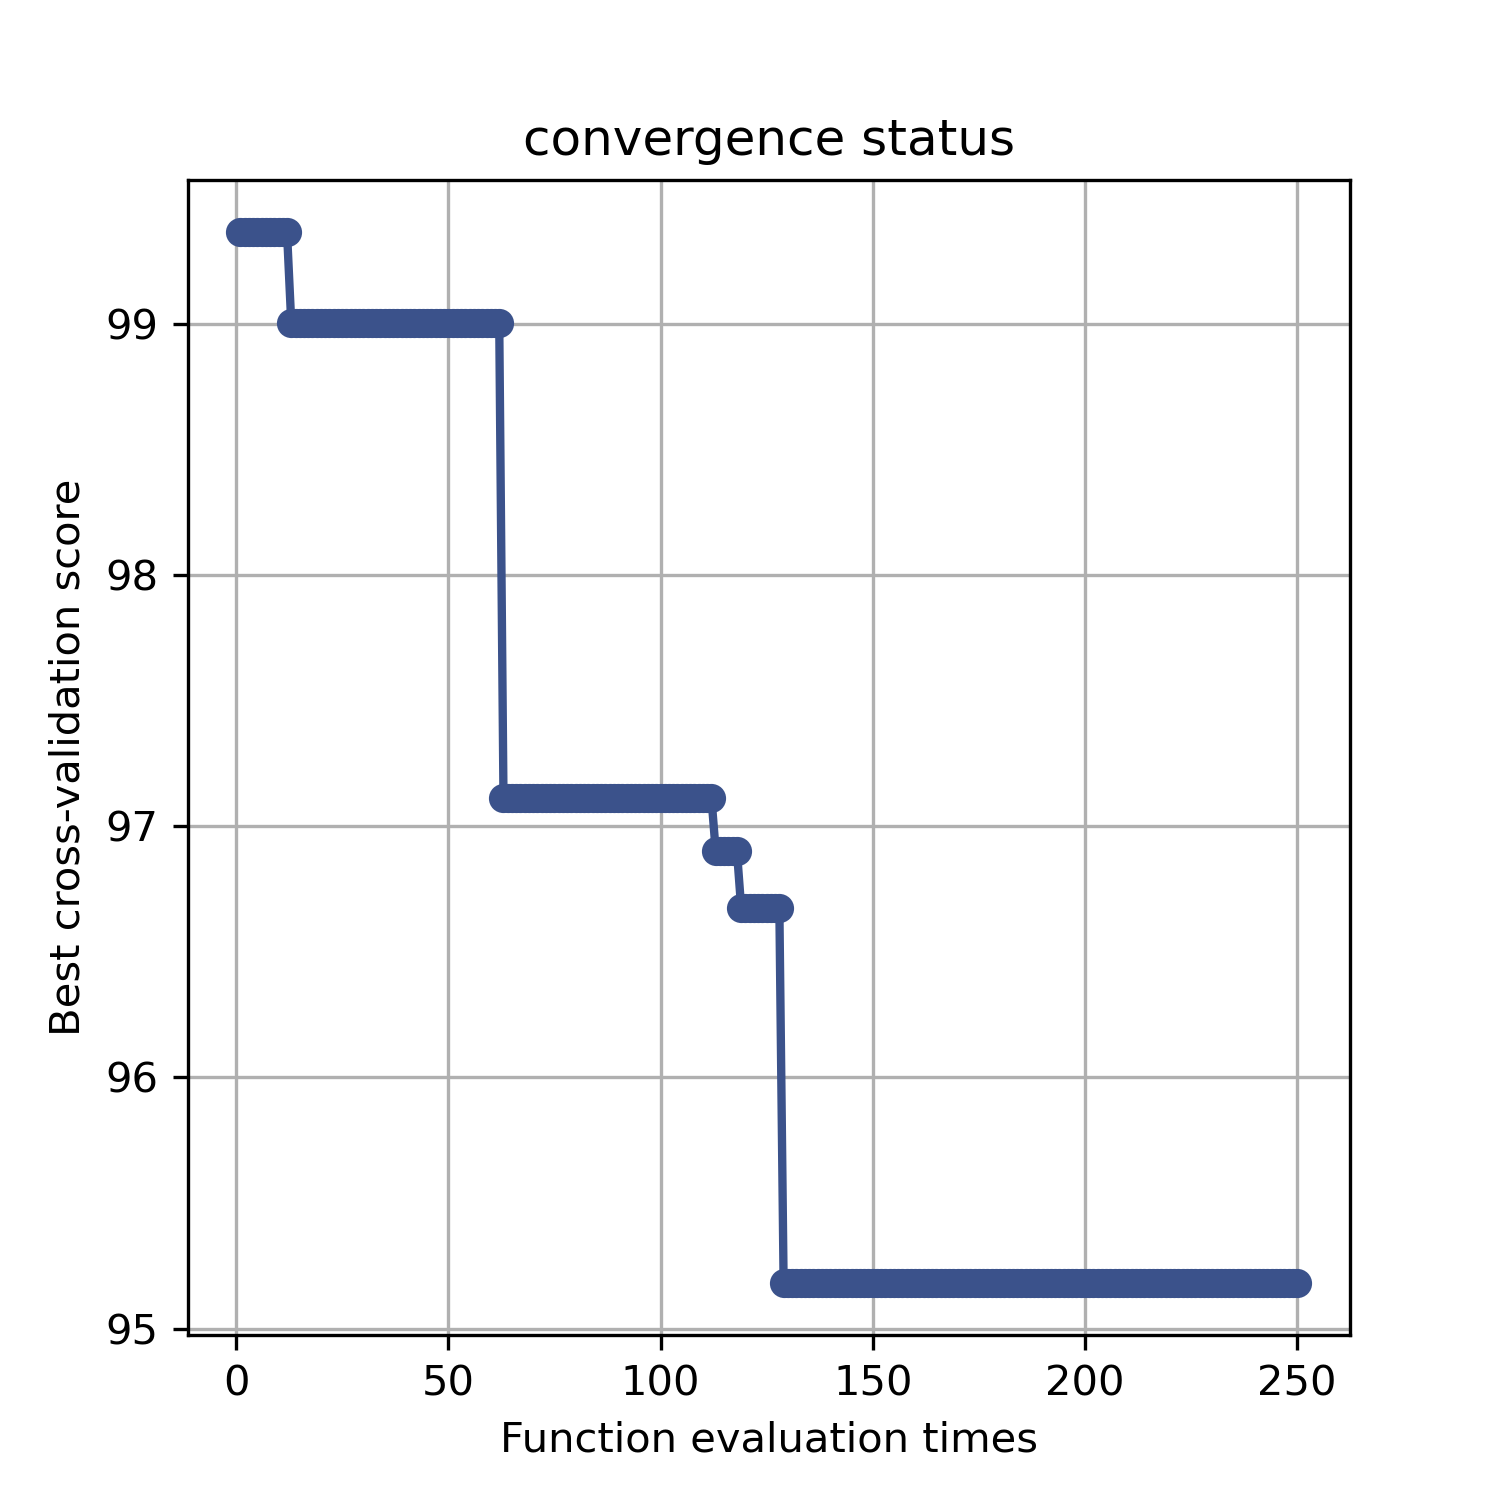 convergence status
99
98
97
96
95
Best cross-validation score
0 50 100 150 200 250
Function evaluation times